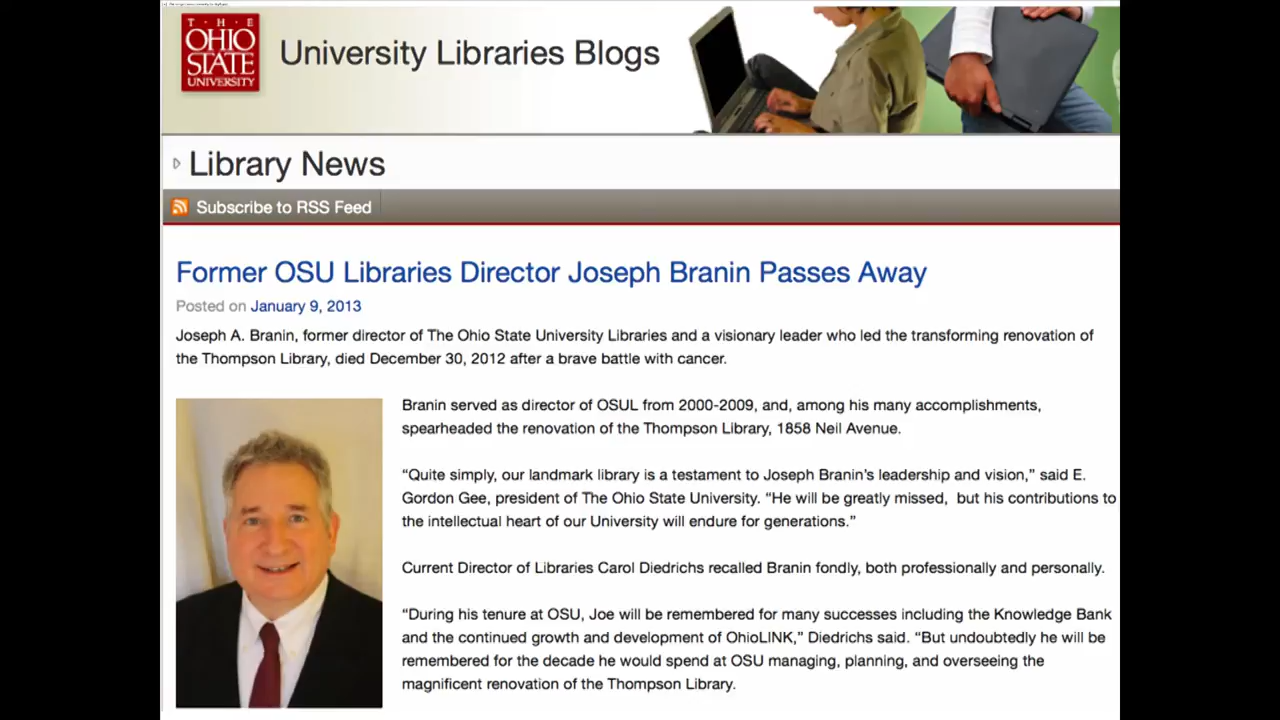 THE
OHIO
STATE
UNIVERSITY
University Libraries Blogs
Library News
Subscribe to RSS Feed
Former OSU Libraries Director Joseph Branin Passes Away
Posted on January 9, 2013
Joseph A. Branin, former director of The Ohio State University Libraries and a visionary leader who led the transforming renovation of
the Thompson Library, died December 30, 2012 after a brave battle with cancer.
Branin served as director of OSUL from 2000-2009, and, among his many accomplishments,
spearheaded the renovation of the Thompson Library, 1858 Neil Avenue.
“Quite simply, our landmark library is a testament to Joseph Branin’s leadership and vision,” said E.
Gordon Gee, president of The Ohio State University. “He will be greatly missed, but his contributions to
the intellectual heart of our University will endure for generations.”
Current Director of Libraries Carol Diedrichs recalled Branin fondly, both professionally and personally.
“During his tenure at OSU, Joe will be remembered for many successes including the Knowledge Bank
and the continued growth and development of OhioLINK,” Diedrichs said. “But undoubtedly he will be
remembered for the decade he would spend at OSU managing, planning, and overseeing the
magnificent renovation of the Thompson Library.